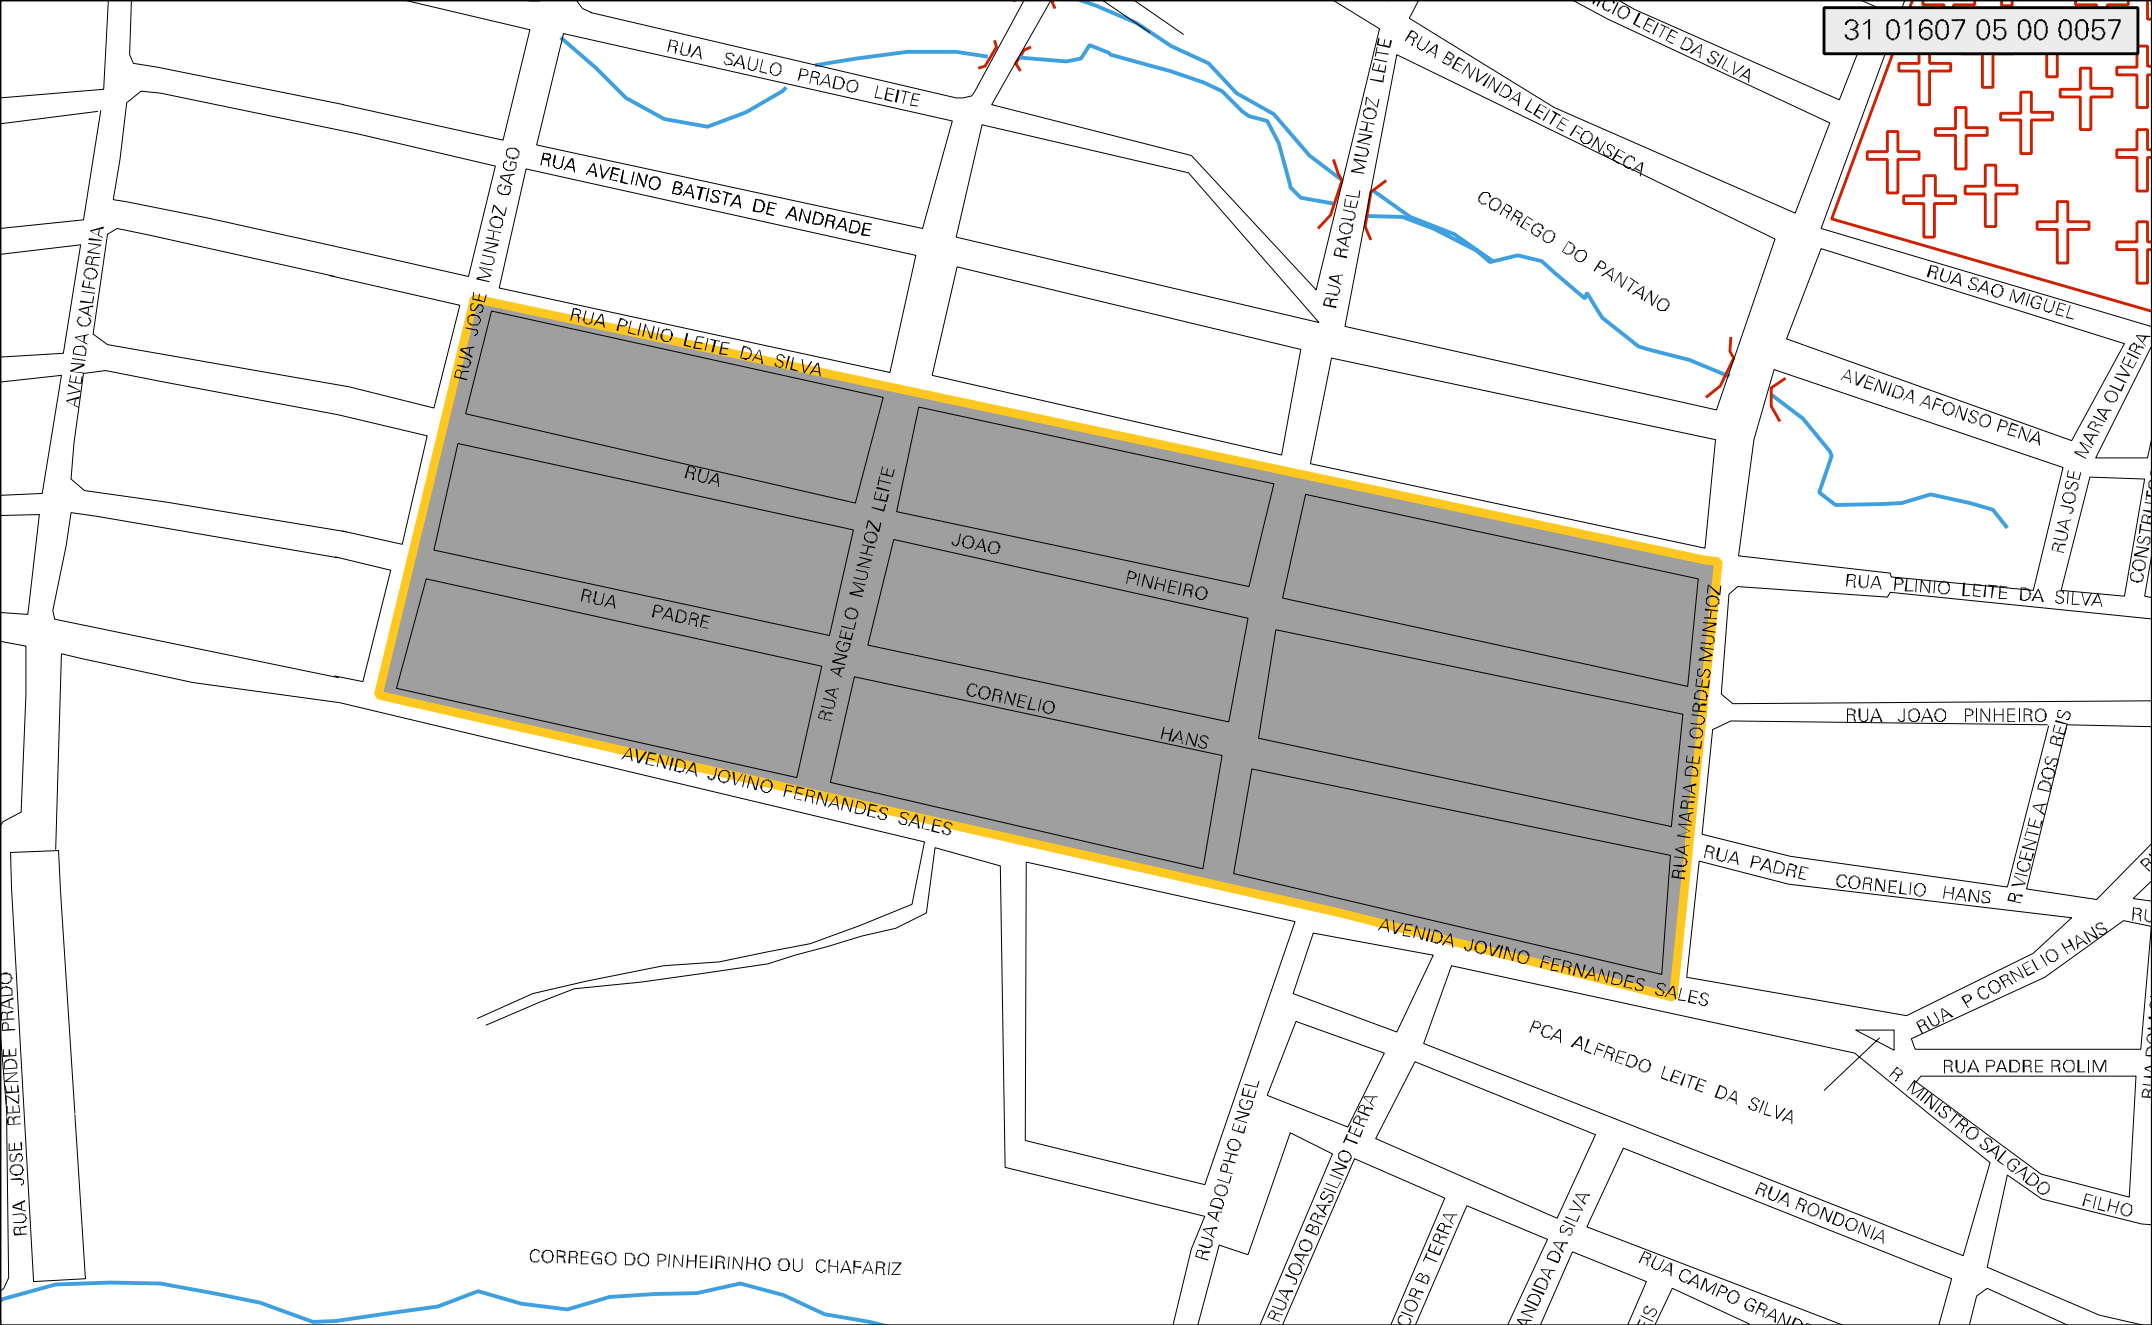 31 01607 05 00 0057
LEITE DA SILVA
RUA SAULO PRADO LEITE
RUA BENVINDA LEITE FONSECA
RUA RAQUEL MUNHOZ LEITE
RUA AVELINO BATISTA DE ANDRADE
CORREGO DO PANTANO
RUA JOSE MUNHOZ GAGO
AVENIDA CALIFORNIA
RUA SAO MIGUEL
RUA PLINIO LEITE DA SILVA
AVENIDA AFONSO PENA
RUA JOSE MARIA OLIVEIRA
RUA JOAO PINHEIRO
RUA ANGELO MUNHOZ LEITE
RUA PLINIO LEITE DA SILVA
RUA PADRE CORNELIO HANS
RUA MARIA DE LOURDES MUNHOZ
RUA JOAO PINHEIRO
R VICENTE A DOS REIS
AVENIDA JOVINO FERNANDES SALES
RUA PADRE CORNELIO HANS
AVENIDA JOVINO FERNANDES SALES
RUA P CORNELIO HANS
RUA JOSE REZENDE PRADO
PCA ALFREDO LEITE DA SILVA
RUA PADRE ROLIM
R MINISTRO SALGADO FILHO
RUA ADOLPHO ENGEL
RUA JOAO BRASILINO TERRA
RUA RONDONIA
CIOR B TERRA
ANDIDA DA SILVA
CORREGO DO PINHEIRINHO OU CHAFARIZ
RUA CAMPO GRAND